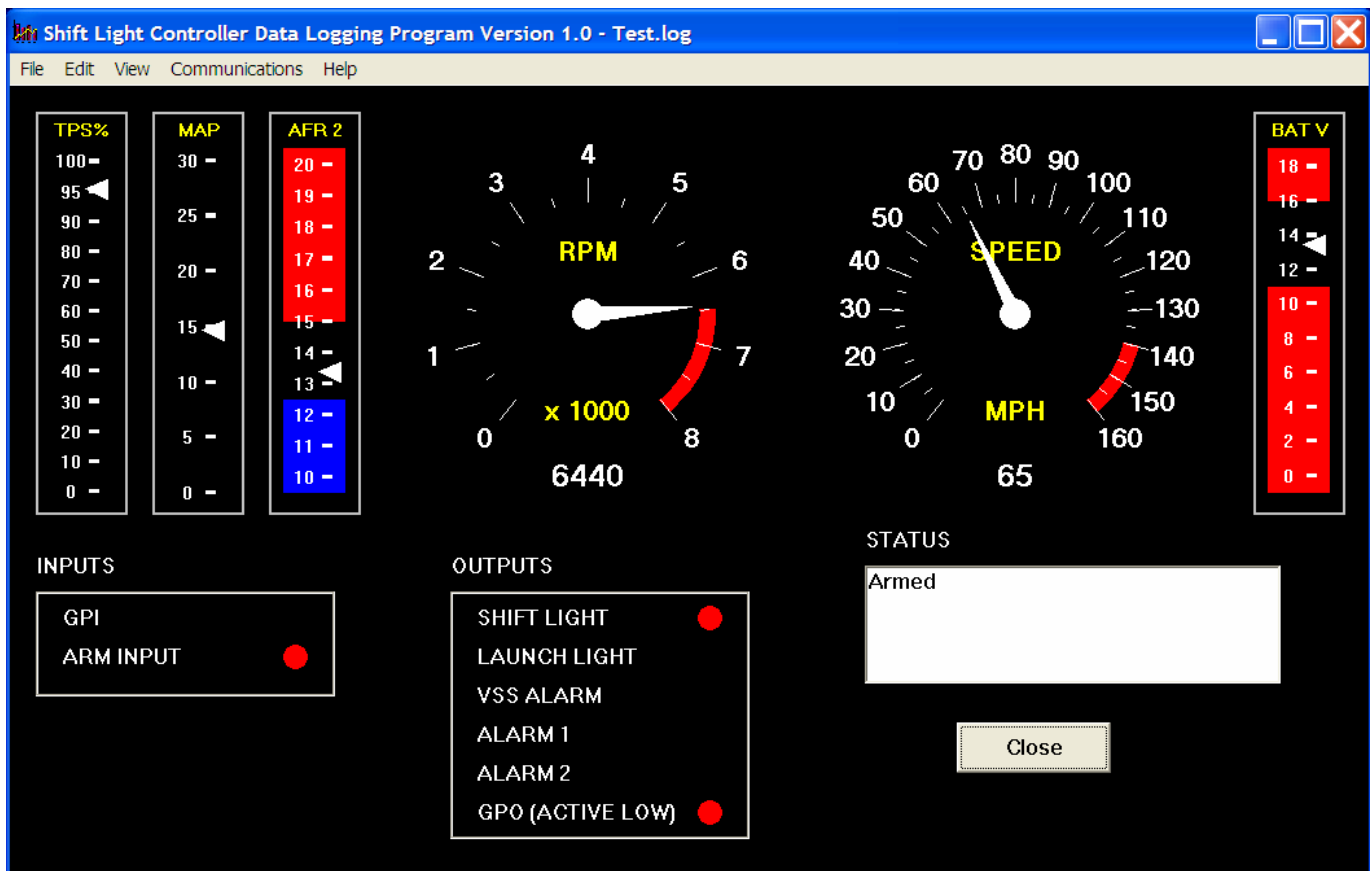 Shift Light Controller Data Logging Program Version 1.0 - Test.log
File Edit View Communications Help
TPS%
100
95
90
80
70
60
50
40
30
20
10
0
MAP
30
25
20
15
10
5
0
AFR 2
20
19
18
17
16
15
14
13
12
11
10
RPM
0
1
2
3
4
5
6
7
8
x 1000
6440
SPEED
0
10
20
30
40
50
60
70
80
90
100
110
120
130
140
150
160
MPH
65
BAT V
18
16
14
12
10
8
6
4
2
0
INPUTS
GPI
ARM INPUT
OUTPUTS
SHIFT LIGHT
LAUNCH LIGHT
VSS ALARM
ALARM 1
ALARM 2
GPO (ACTIVE LOW)
STATUS
Armed
Close